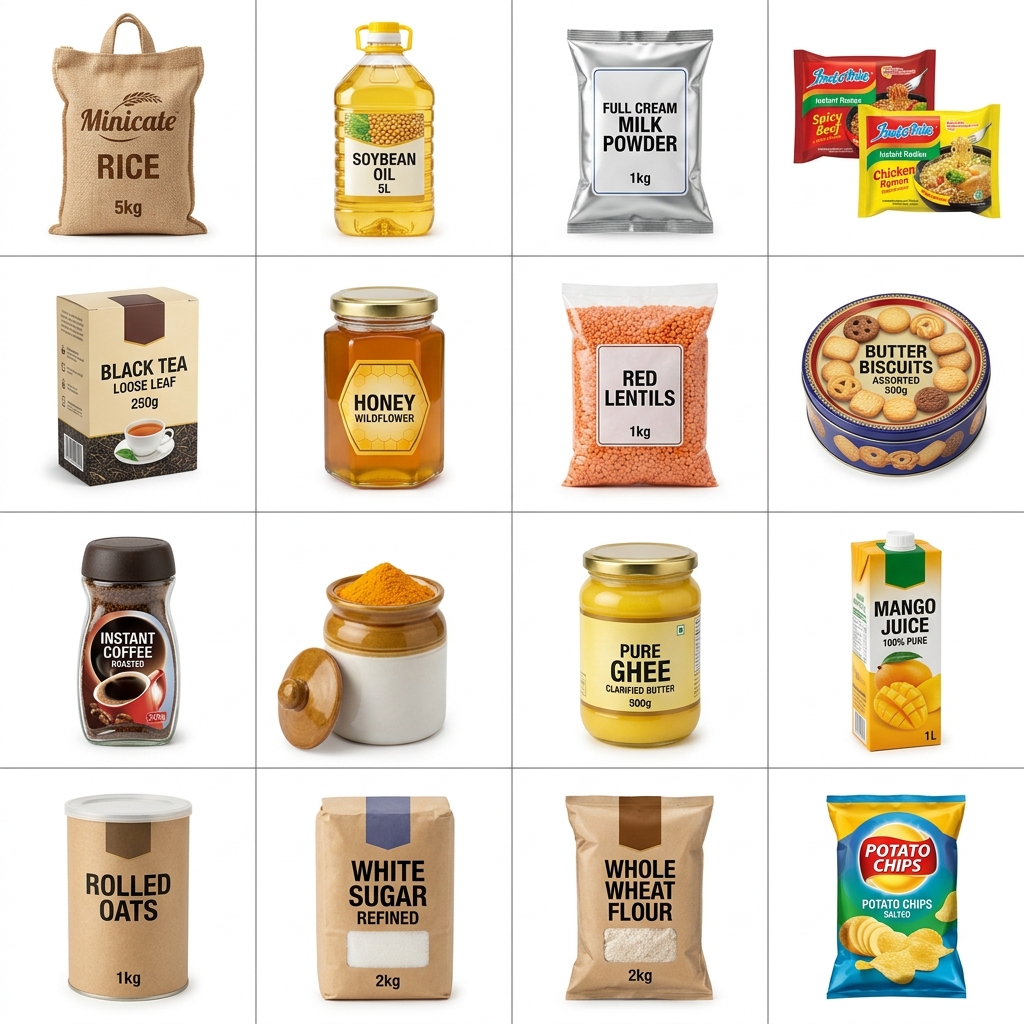 Minicate
RICE
5kg
SOYBEAN
OIL
5L
FULL CREAM
MILK
POWDER
1kg
Instant
Spicy
Beef
Instant
Chicken
BLACK TEA
LOOSE LEAF
250g
HONEY
WILDFLOWER
RED
LENTILS
1kg
BUTTER
BISCUITS
ASSORTED
500g
INSTANT
COFFEE
ROASTED
PURE
GHEE
CLARIFIED BUTTER
500g
MANGO
JUICE
100% PURE
1L
ROLLED
OATS
1kg
WHITE
SUGAR
REFINED
2kg
WHOLE
WHEAT
FLOUR
2kg
POTATO
CHIPS
POTATO CHIPS
SALTED